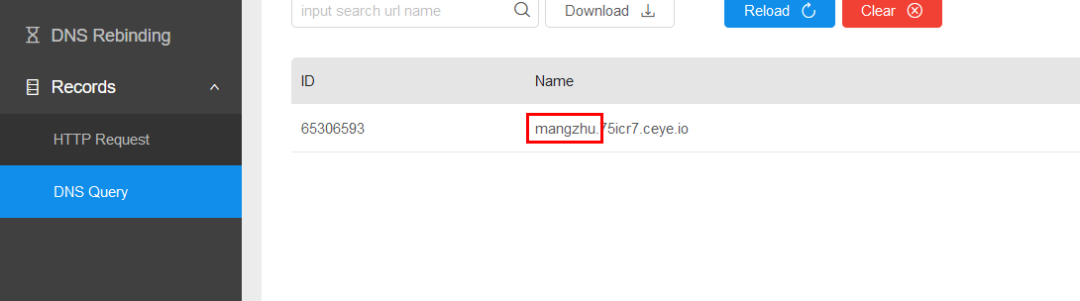 input search url name Download Reload Clear
DNS Rebinding
Records
HTTP Request
DNS Query
ID Name
65306593 mangzhu.75icr7.ceye.io